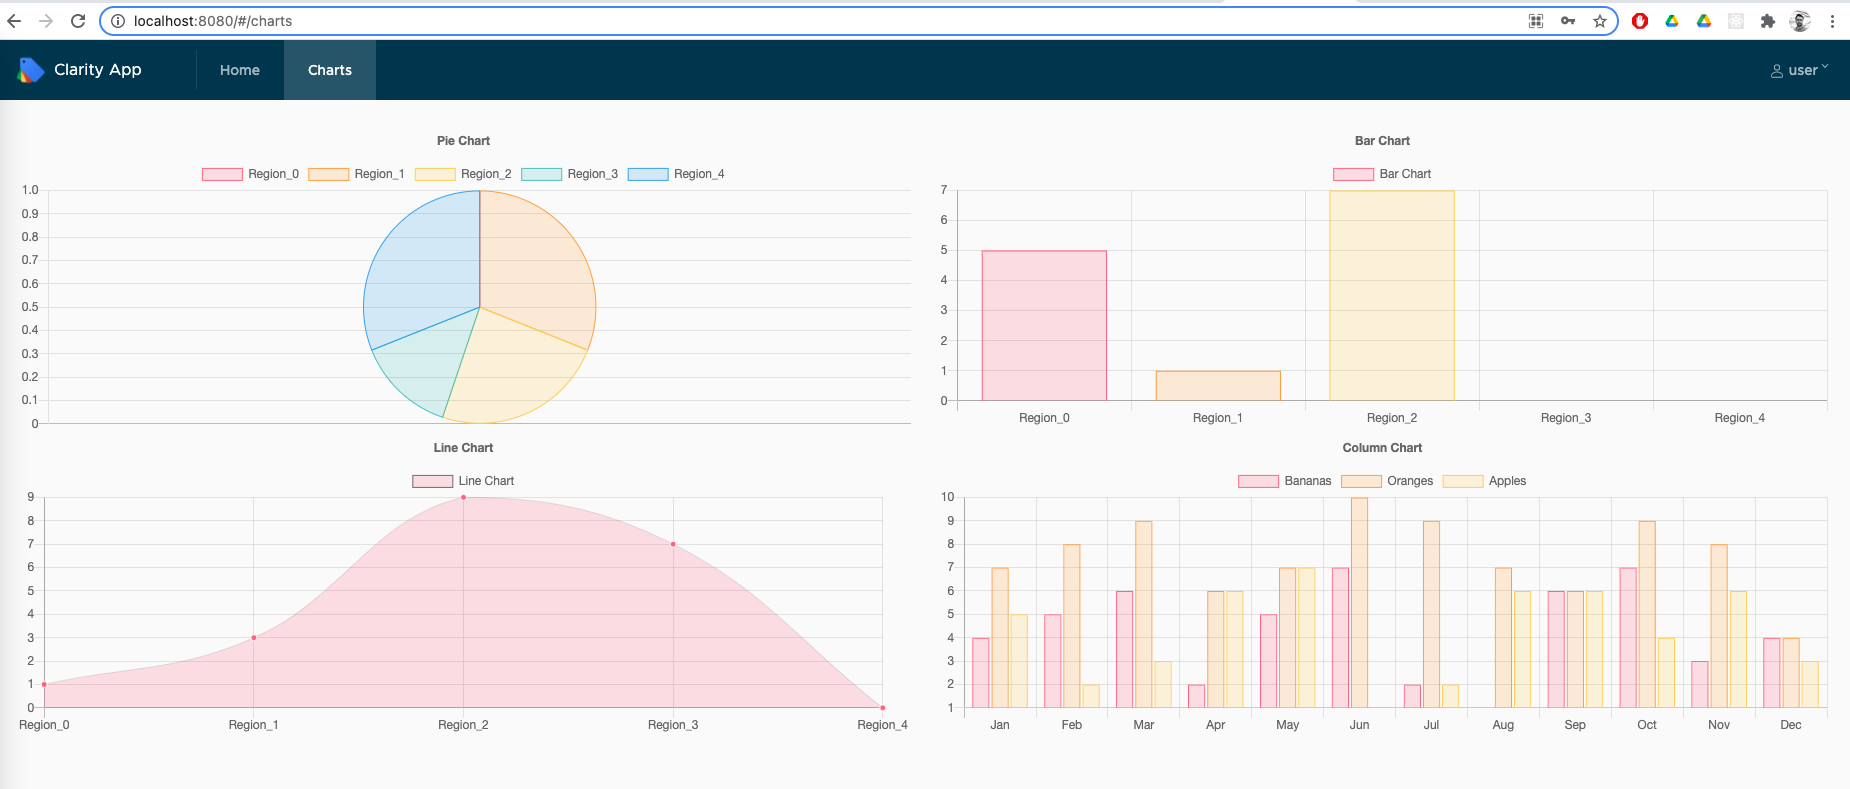 localhost:8080/#/charts
Clarity App
Home
Charts
user
Pie Chart
Region_0 Region_1 Region_2 Region_3 Region_4
1.0
0.9
0.8
0.7
0.6
0.5
0.4
0.3
0.2
0.1
0
Bar Chart
Bar Chart
7
6
5
4
3
2
1
0
Region_0 Region_1 Region_2 Region_3 Region_4
Line Chart
Line Chart
9
8
7
6
5
4
3
2
1
0
Region_0 Region_1 Region_2 Region_3 Region_4
Column Chart
Bananas Oranges Apples
10
9
8
7
6
5
4
3
2
1
Jan Feb Mar Apr May Jun Jul Aug Sep Oct Nov Dec